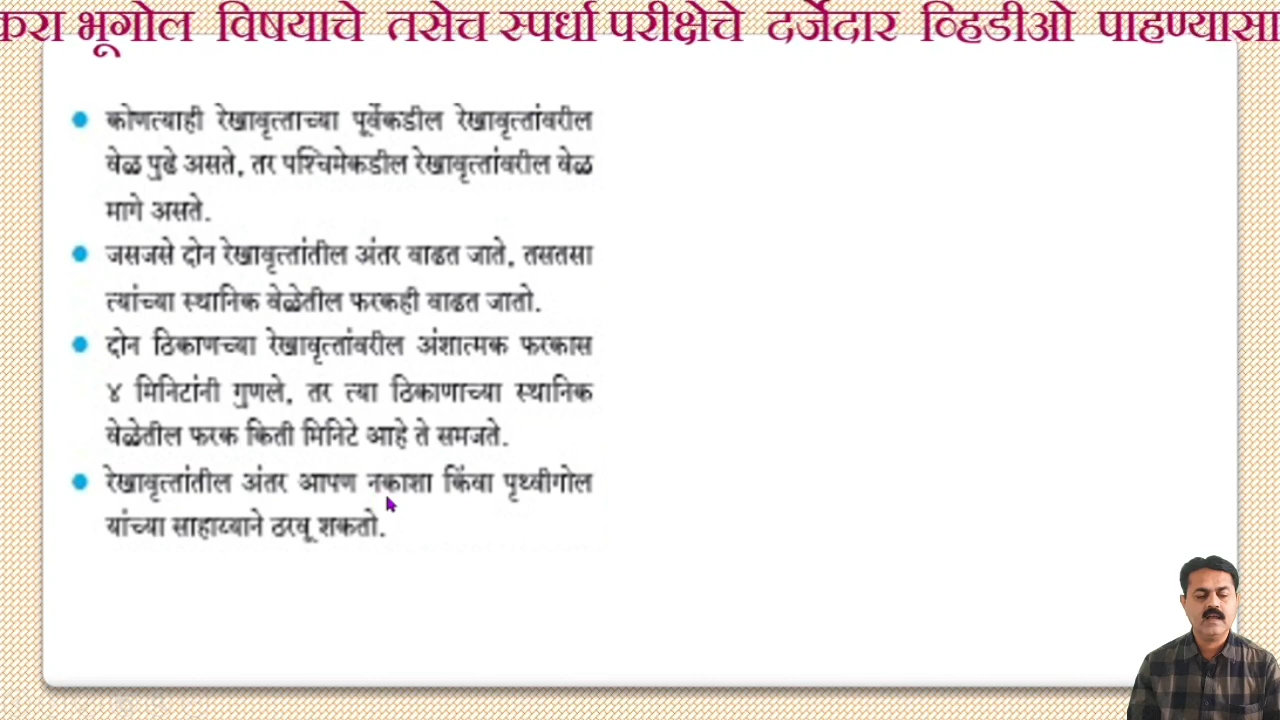 करा भूगोल विषयाचे तसेच स्पर्धा परीक्षेचे दर्जेदार व्हिडीओ पाहण्यासा
कोणत्याही रेखावृत्ताच्या पूर्वेकडील रेखावृत्तांवरील
वेळ पुढे असते, तर पश्चिमेकडील रेखावृत्तांवरील वेळ
मागे असते.
जसजसे दोन रेखावृत्तांतील अंतर वाढत जाते, तसतसा
त्यांच्या स्थानिक वेळेतील फरकही वाढत जातो.
दोन ठिकाणच्या रेखावृत्तांवरील अंशात्मक फरकास
४ मिनिटांनी गुणले, तर त्या ठिकाणाच्या स्थानिक
वेळेतील फरक किती मिनिटे आहे ते समजते.
रेखावृत्तांतील अंतर आपण नकाशा किंवा पृथ्वीगोल
यांच्या साहाय्याने ठरवू शकतो.